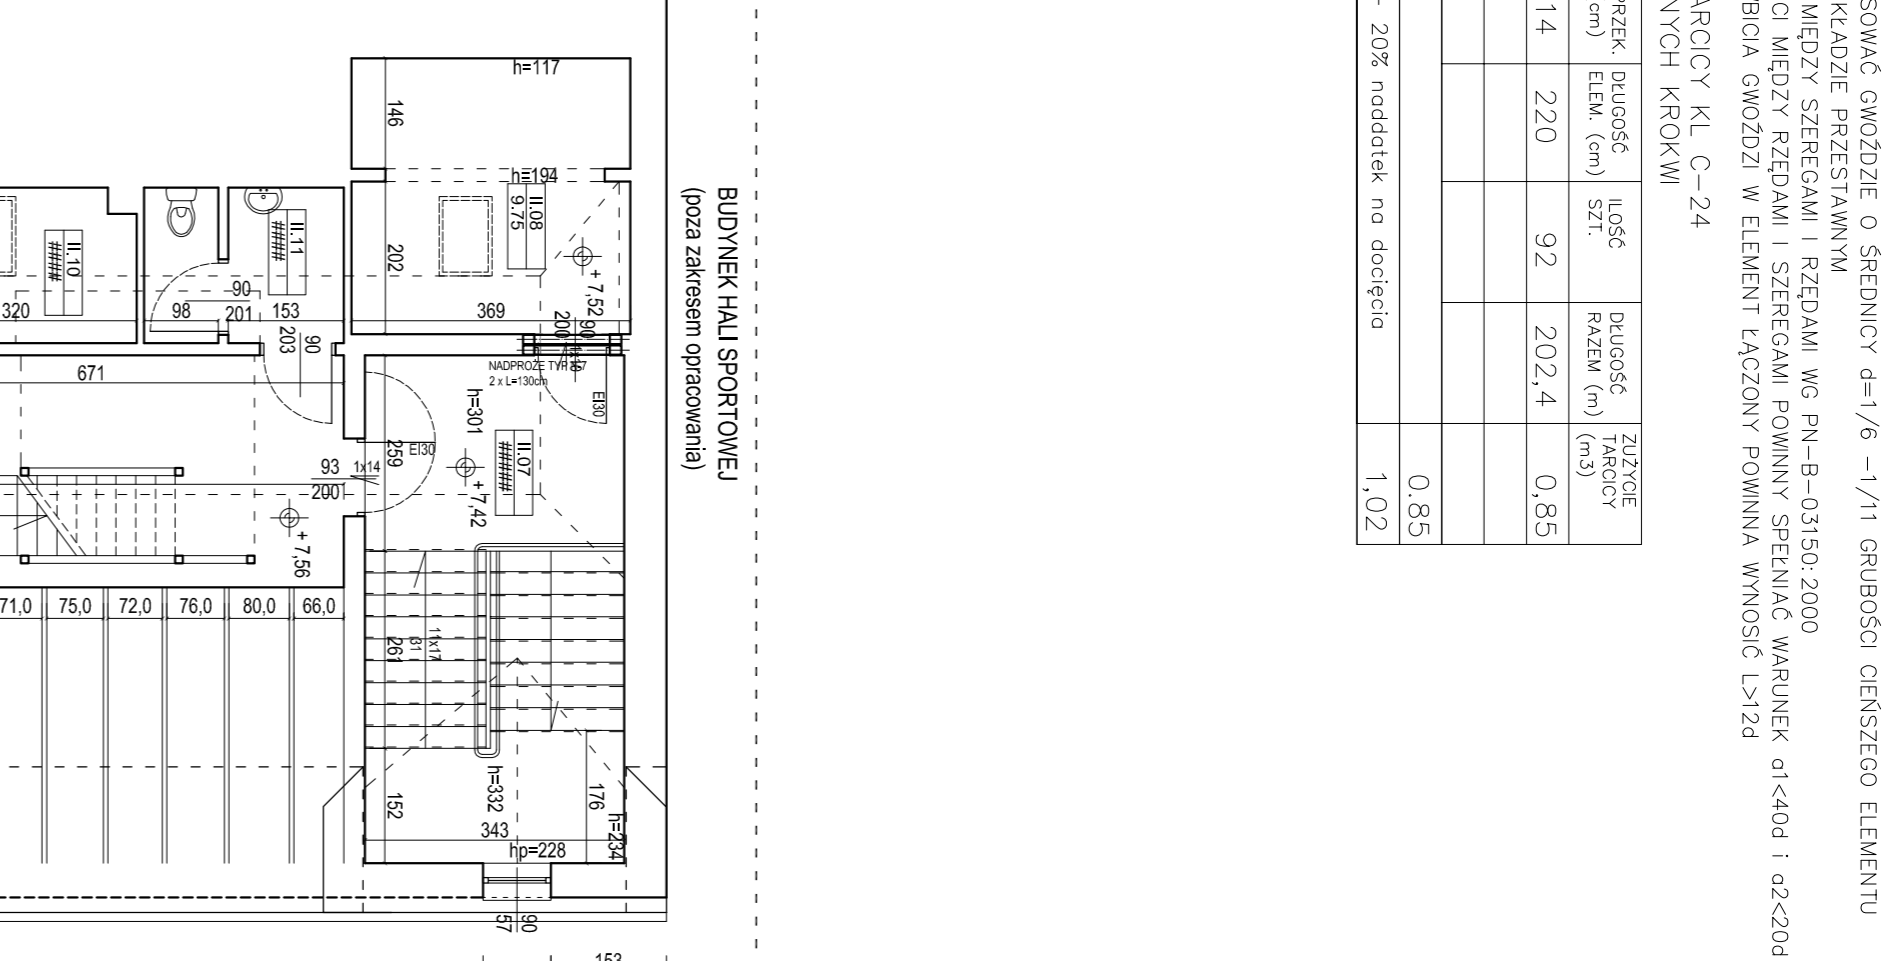 SOWAĆ GWOŹDZIE O ŚREDNICY d=1/6 -1/11 GRUBOŚCI CIEŃSZEGO ELEMENTU
KŁADZIE PRZESTAWNYM
MIĘDZY SZEREGAMI I RZĘDAMI WG PN-B-03150:2000
CI MIĘDZY RZĘDAMI I SZEREGAMI POWINNY SPEŁNIAĆ WARUNEK a1<40d i a2<20d
BICIA GWOŹDZI W ELEMENT ŁĄCZONY POWINNA WYNOSIĆ L>12d
ARCICY KL C-24
NYCH KROKWI
PRZEK.
cm)
DŁUGOŚĆ
ELEM. (cm)
ILOŚĆ
SZT.
DŁUGOŚĆ
RAZEM (m)
ZUŻYCIE
TARCICY
(m3)
14
220
92
202,4
0,85
0.85
- 20% naddatek na docięcia
1,02
BUDYNEK HALI SPORTOWEJ
(poza zakresem opracowania)
h=117
146
h=194
II.08
9.75
202
+ 7,52
369
90
200
II.11
####
II.10
####
90
201
320
98
153
90
203
671
NADPROŻE TYP
2 x L=130cm
EI30
h=301
259
EI30
II.07
#####
+ 7,42
93
200
1x14
+ 7,56
71,0
75,0
72,0
76,0
80,0
66,0
261
31
11x17
152
h=332
176
h=234
343
hp=228
90
57
153